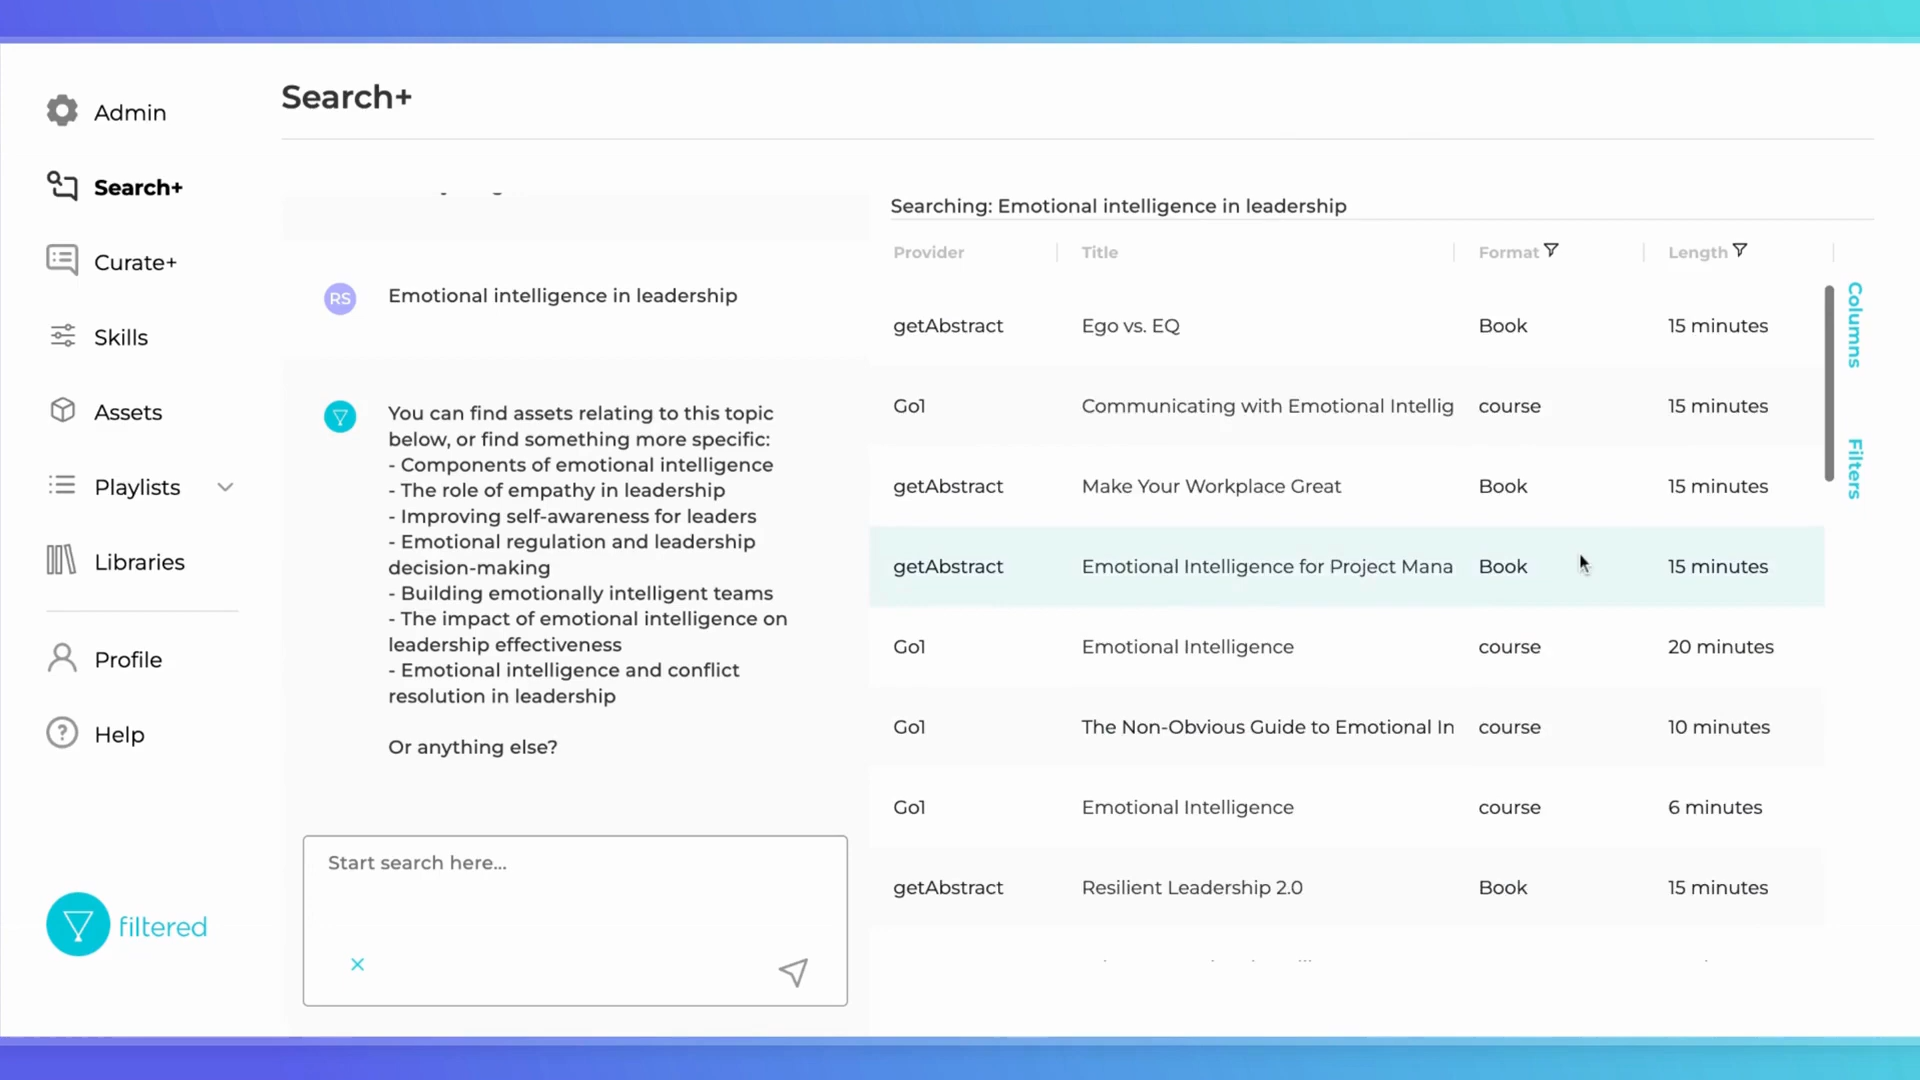 Admin
Search+
Curate+
Skills
Assets
Playlists
Libraries
Profile
Help
filtered
Search+
RS
Emotional intelligence in leadership
You can find assets relating to this topic
below, or find something more specific:
- Components of emotional intelligence
- The role of empathy in leadership
- Improving self-awareness for leaders
- Emotional regulation and leadership
decision-making
- Building emotionally intelligent teams
- The impact of emotional intelligence on
leadership effectiveness
- Emotional intelligence and conflict
resolution in leadership
Or anything else?
Start search here...
Searching: Emotional intelligence in leadership
Provider Title Format Length
getAbstract Ego vs. EQ Book 15 minutes
Go1 Communicating with Emotional Intellig course 15 minutes
getAbstract Make Your Workplace Great Book 15 minutes
getAbstract Emotional Intelligence for Project Mana Book 15 minutes
Go1 Emotional Intelligence course 20 minutes
Go1 The Non-Obvious Guide to Emotional In course 10 minutes
Go1 Emotional Intelligence course 6 minutes
getAbstract Resilient Leadership 2.0 Book 15 minutes
Columns
Filters